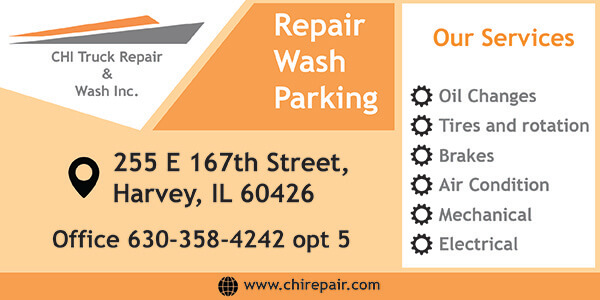 CHI Truck Repair
&
Wash Inc.
Repair
Wash
Parking
255 E 167th Street,
Harvey, IL 60426
Office 630-358-4242 opt 5
Our Services
Oil Changes
Tires and rotation
Brakes
Air Condition
Mechanical
Electrical
www.chirepair.com